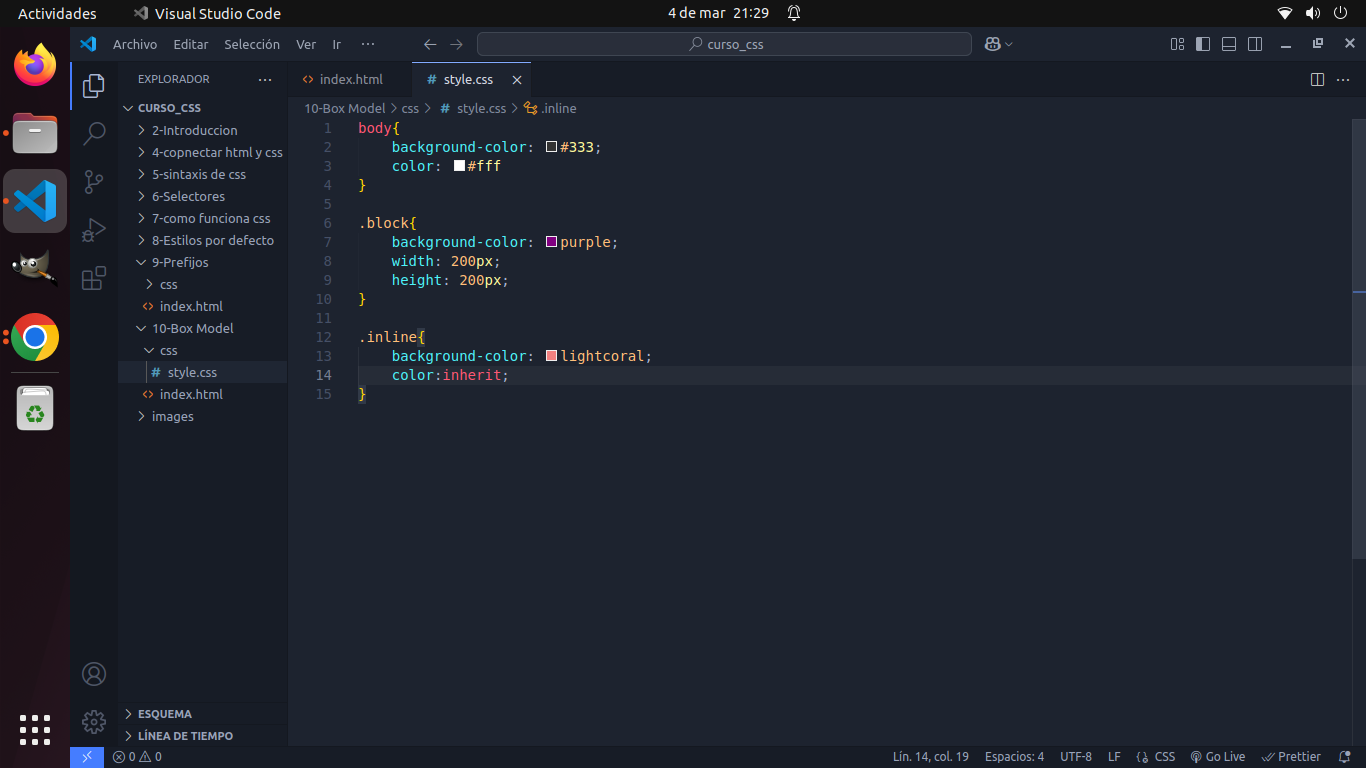 Actividades
Visual Studio Code
4 de mar 21:29
Archivo Editar Selección Ver Ir ···
curso_css
EXPLORADOR ···
CURSO_CSS
2-Introduccion
4-copnectar html y css
5-sintaxis de css
6-Selectores
7-como funciona css
8-Estilos por defecto
9-Prefijos
css
<> index.html
10-Box Model
css
# style.css
<> index.html
images
ESQUEMA
LÍNEA DE TIEMPO
<> index.html
# style.css
10-Box Model > css > # style.css > .inline
1 body{
2     background-color: #333;
3     color: #fff
4 }
5
6 .block{
7     background-color: purple;
8     width: 200px;
9     height: 200px;
10 }
11
12 .inline{
13     background-color: lightcoral;
14     color:inherit;
15 }
0 0
Lín. 14, col. 19 Espacios: 4 UTF-8 LF {} CSS Go Live Prettier